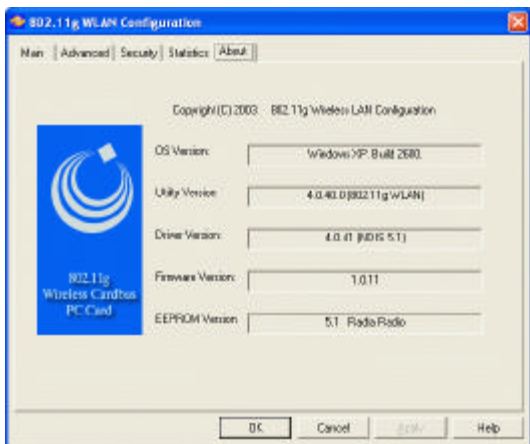 802.11g WLAN Configuration
Main Advanced Security Statistics About
Copyright (C) 2003 802.11g Wireless LAN Configuration
OS Version: Windows XP: Build 2600.
Utility Version 4.0.40.0 (802.11g WLAN)
Driver Version: 4.0.41 (NDIS 5.1)
Firmware Version: 1.0.11
EEPROM Version 5.1 Radio
802.11g
Wireless Cardbus
PC Card
OK Cancel Apply Help